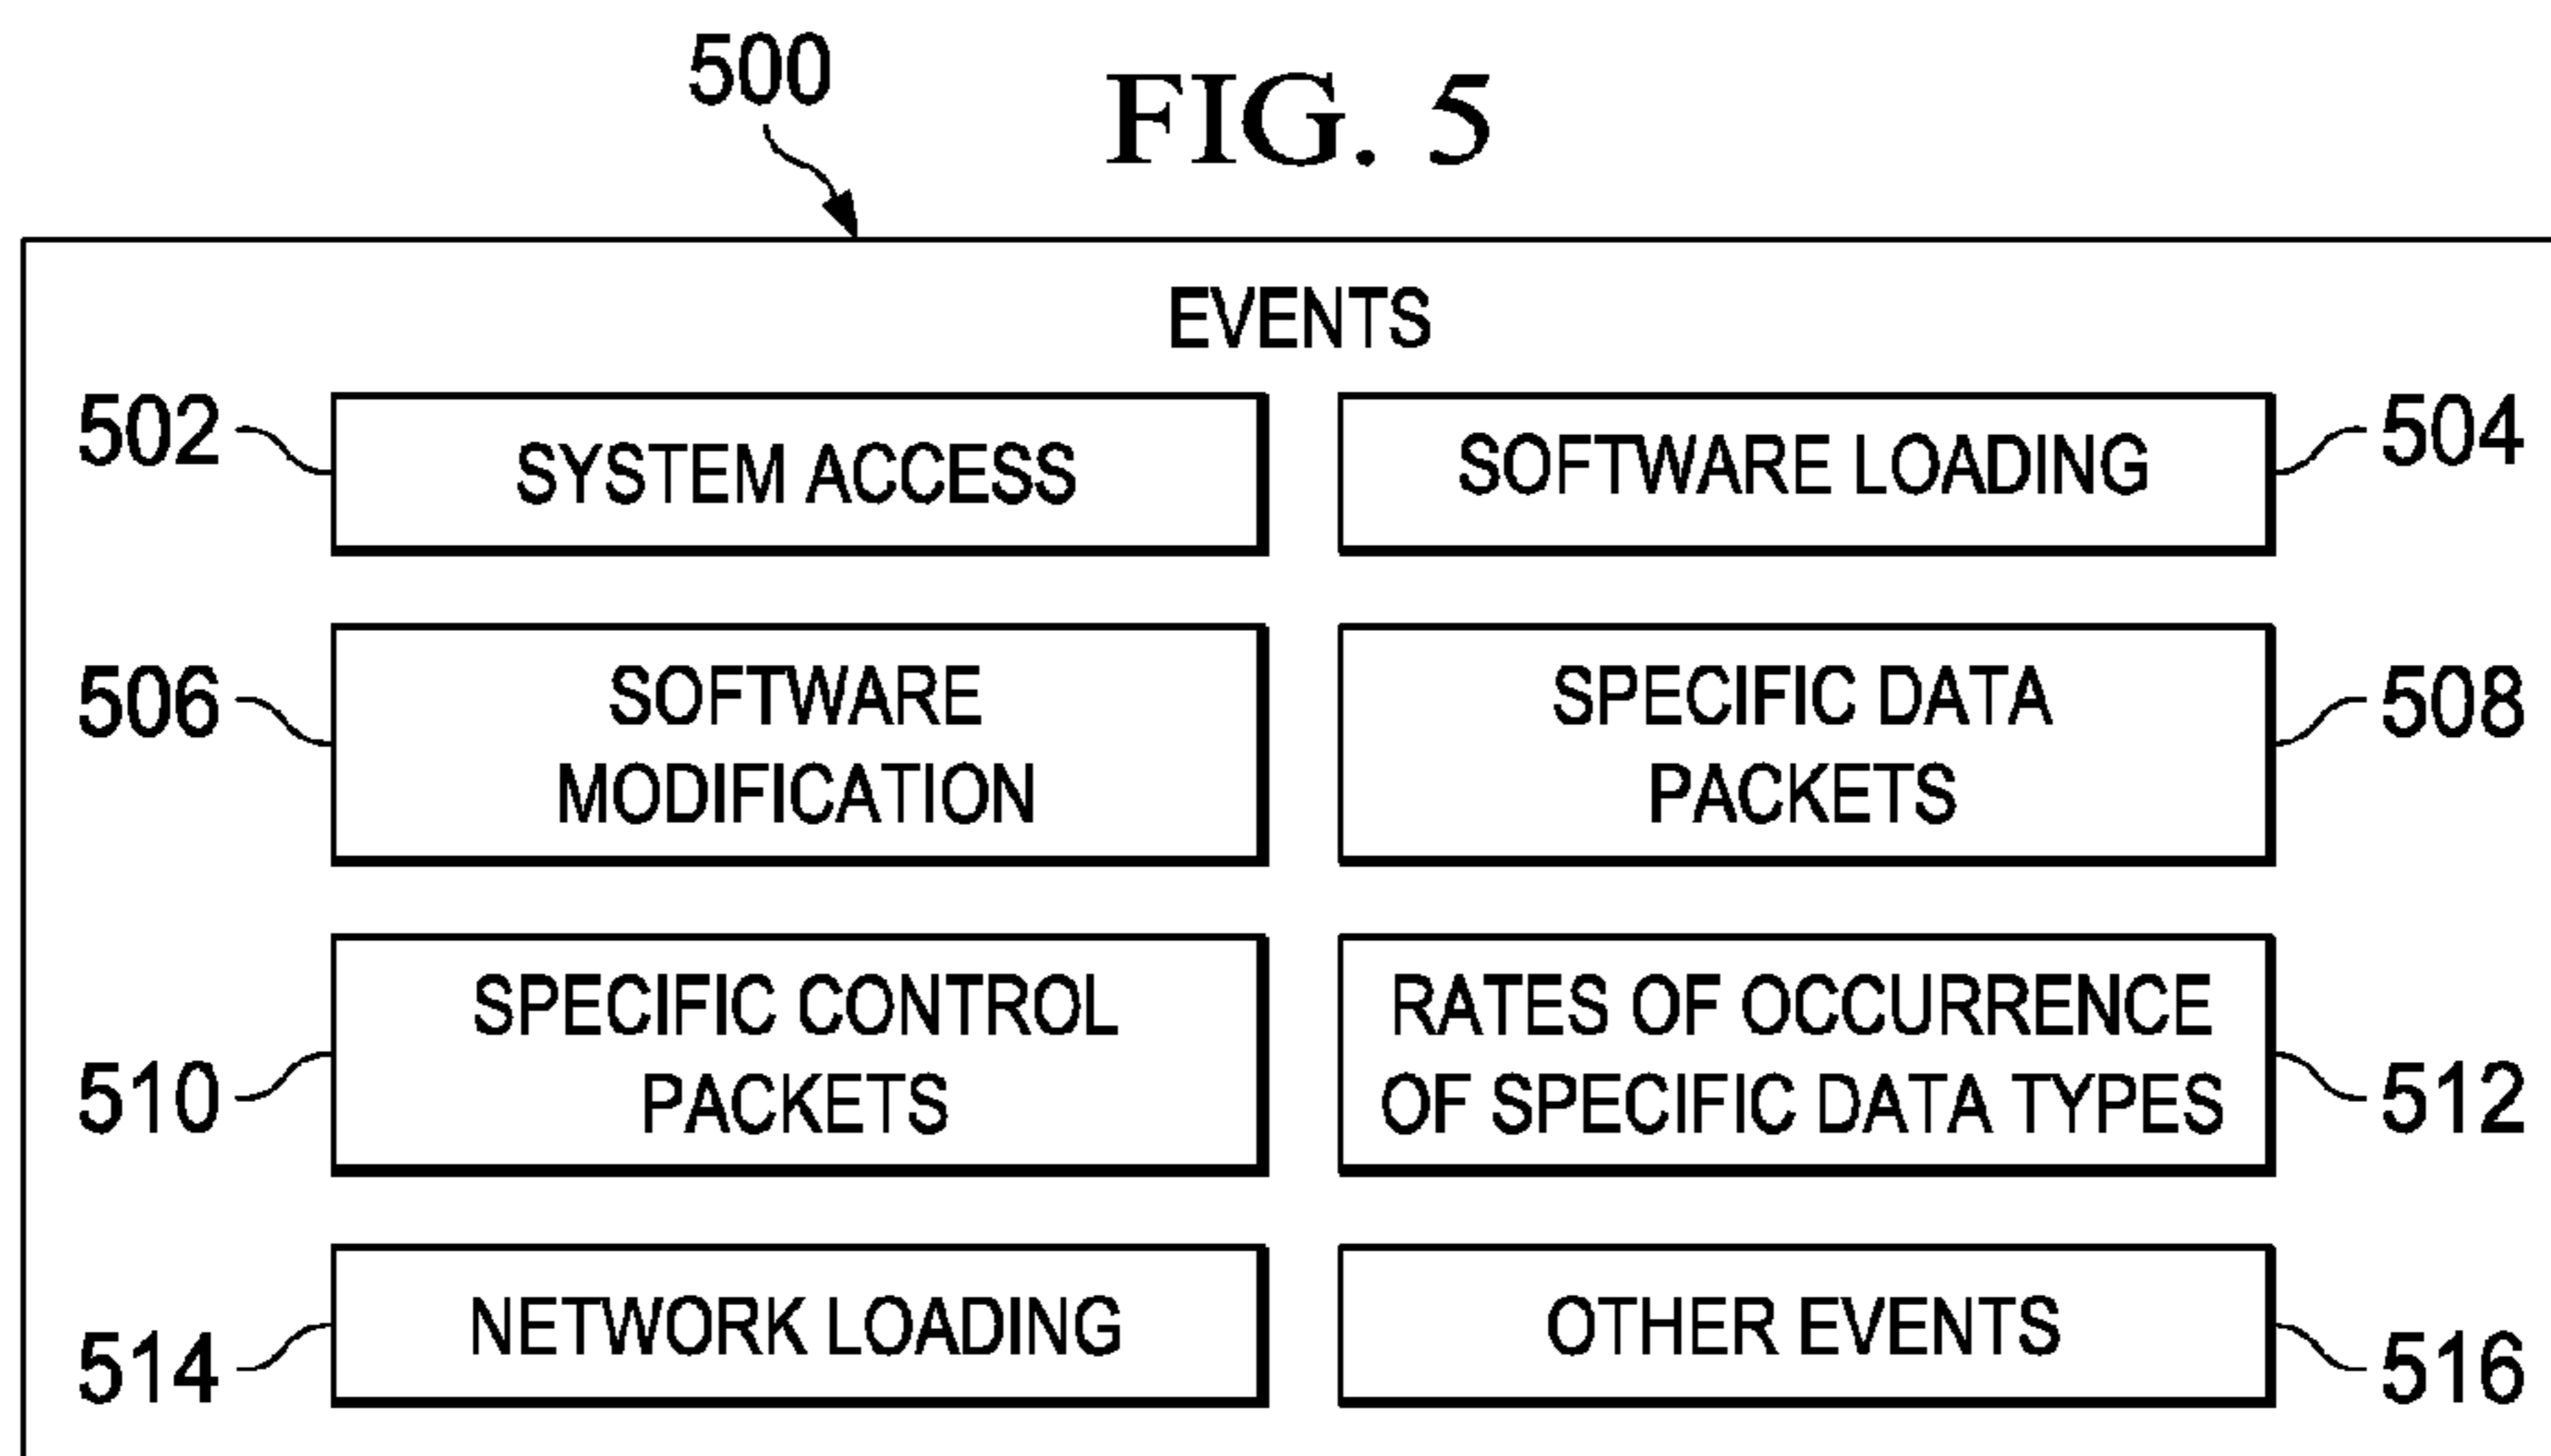 500
FIG. 5
EVENTS
502
SYSTEM ACCESS
SOFTWARE LOADING
504
506
SOFTWARE
MODIFICATION
SPECIFIC DATA
PACKETS
508
510
SPECIFIC CONTROL
PACKETS
RATES OF OCCURRENCE
OF SPECIFIC DATA TYPES
512
514
NETWORK LOADING
OTHER EVENTS
516